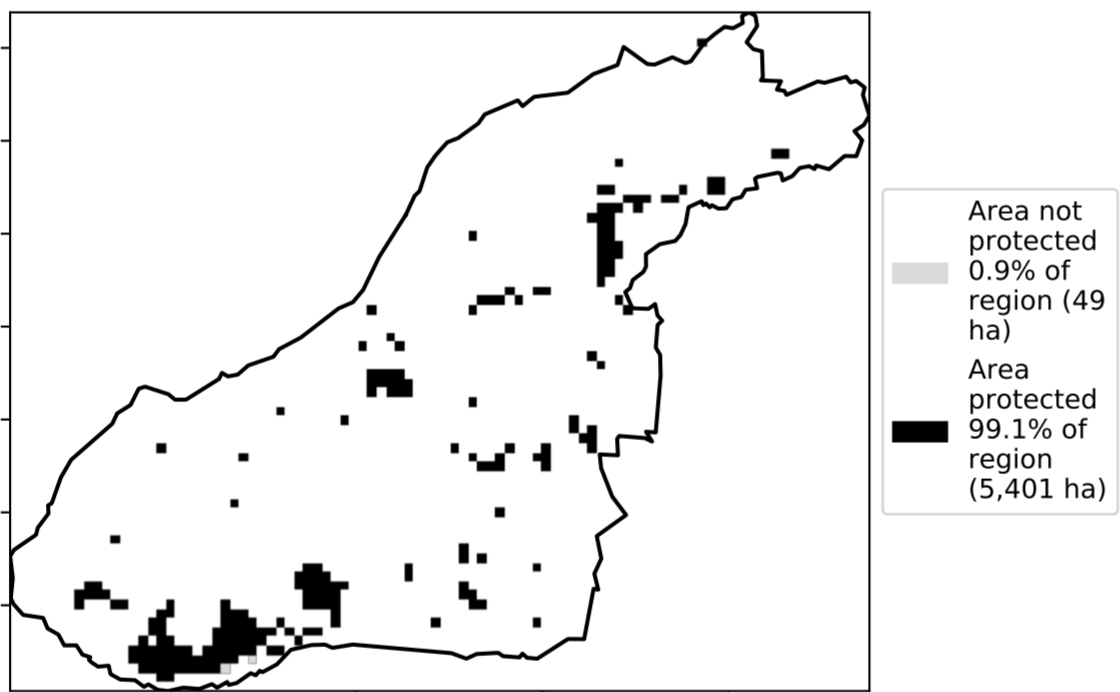 Area not
protected
0.9% of
region (49
ha)
Area
protected
99.1% of
region
(5,401 ha)